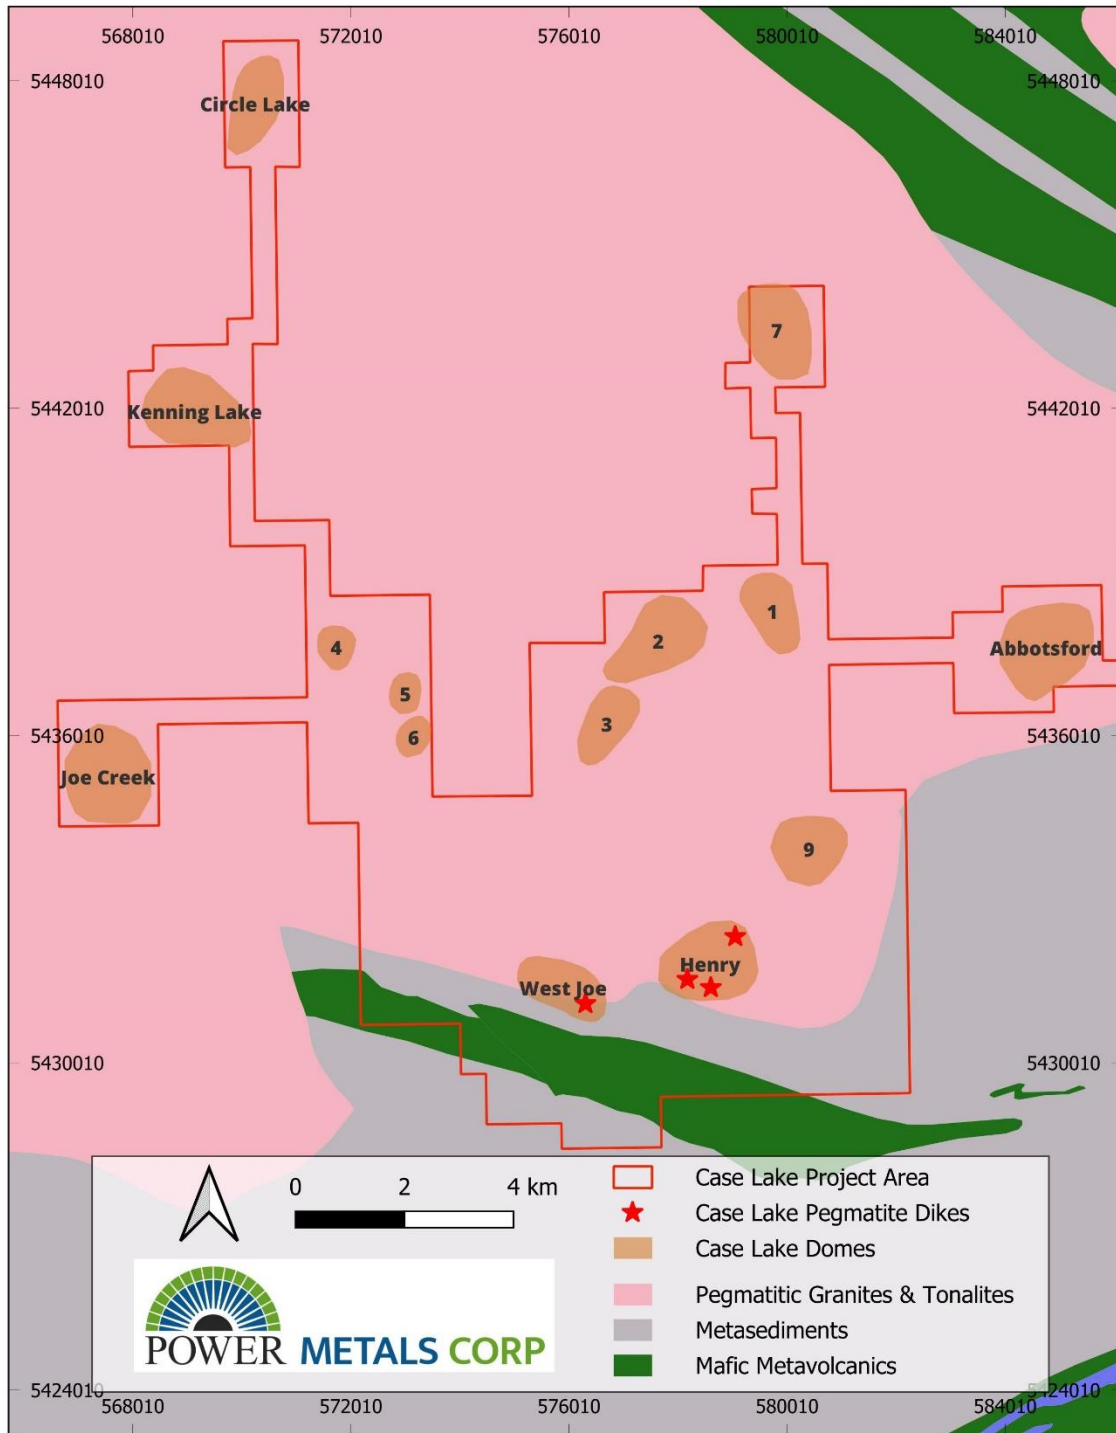 568010 572010 576010 580010 584010
5448010 5448010
Circle Lake
7
5442010 5442010
Kenning Lake
1
2
4
Abbotsford
5
3
6
5436010 5436010
Joe Creek
9
Henry
West Joe
5430010 5430010
0 2 4 km
Case Lake Project Area
Case Lake Pegmatite Dikes
Case Lake Domes
Pegmatitic Granites & Tonalites
Metasediments
Mafic Metavolcanics
POWER METALS CORP
5424010 5424010
568010 572010 576010 580010 584010